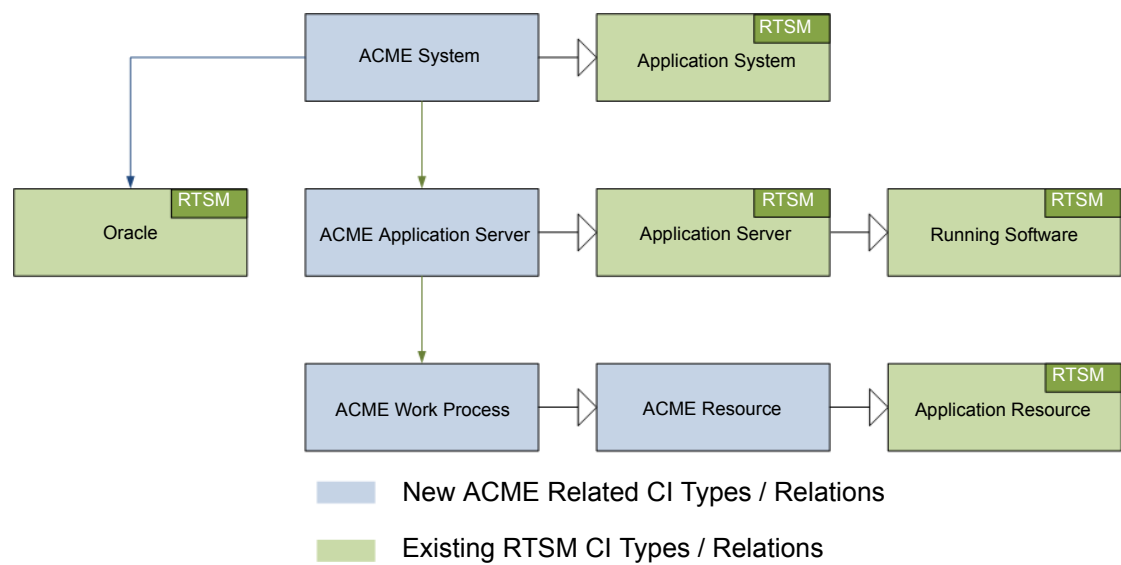 RTSM
ACME System
Application System
RTSM
RTSM
RTSM
Oracle
ACME Application Server
Application Server
Running Software
RTSM
ACME Work Process
ACME Resource
Application Resource
New ACME Related CI Types / Relations
Existing RTSM CI Types / Relations